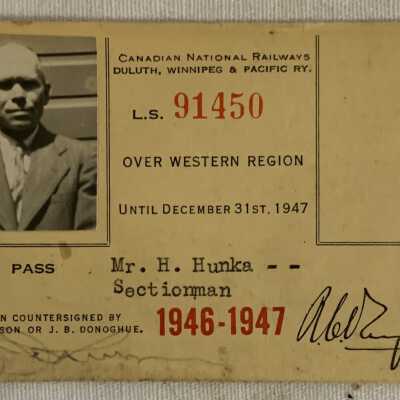 CANADIAN NATIONAL RAILWAYS
DULUTH, WINNIPEG & PACIFIC RY.
L.S. 91450
OVER WESTERN REGION
UNTIL DECEMBER 31ST, 1947
PASS Mr. H. Hunka --
Sectionman
N COUNTERSIGNED BY
SON OR J. B. DONOGHUE.
1946-1947